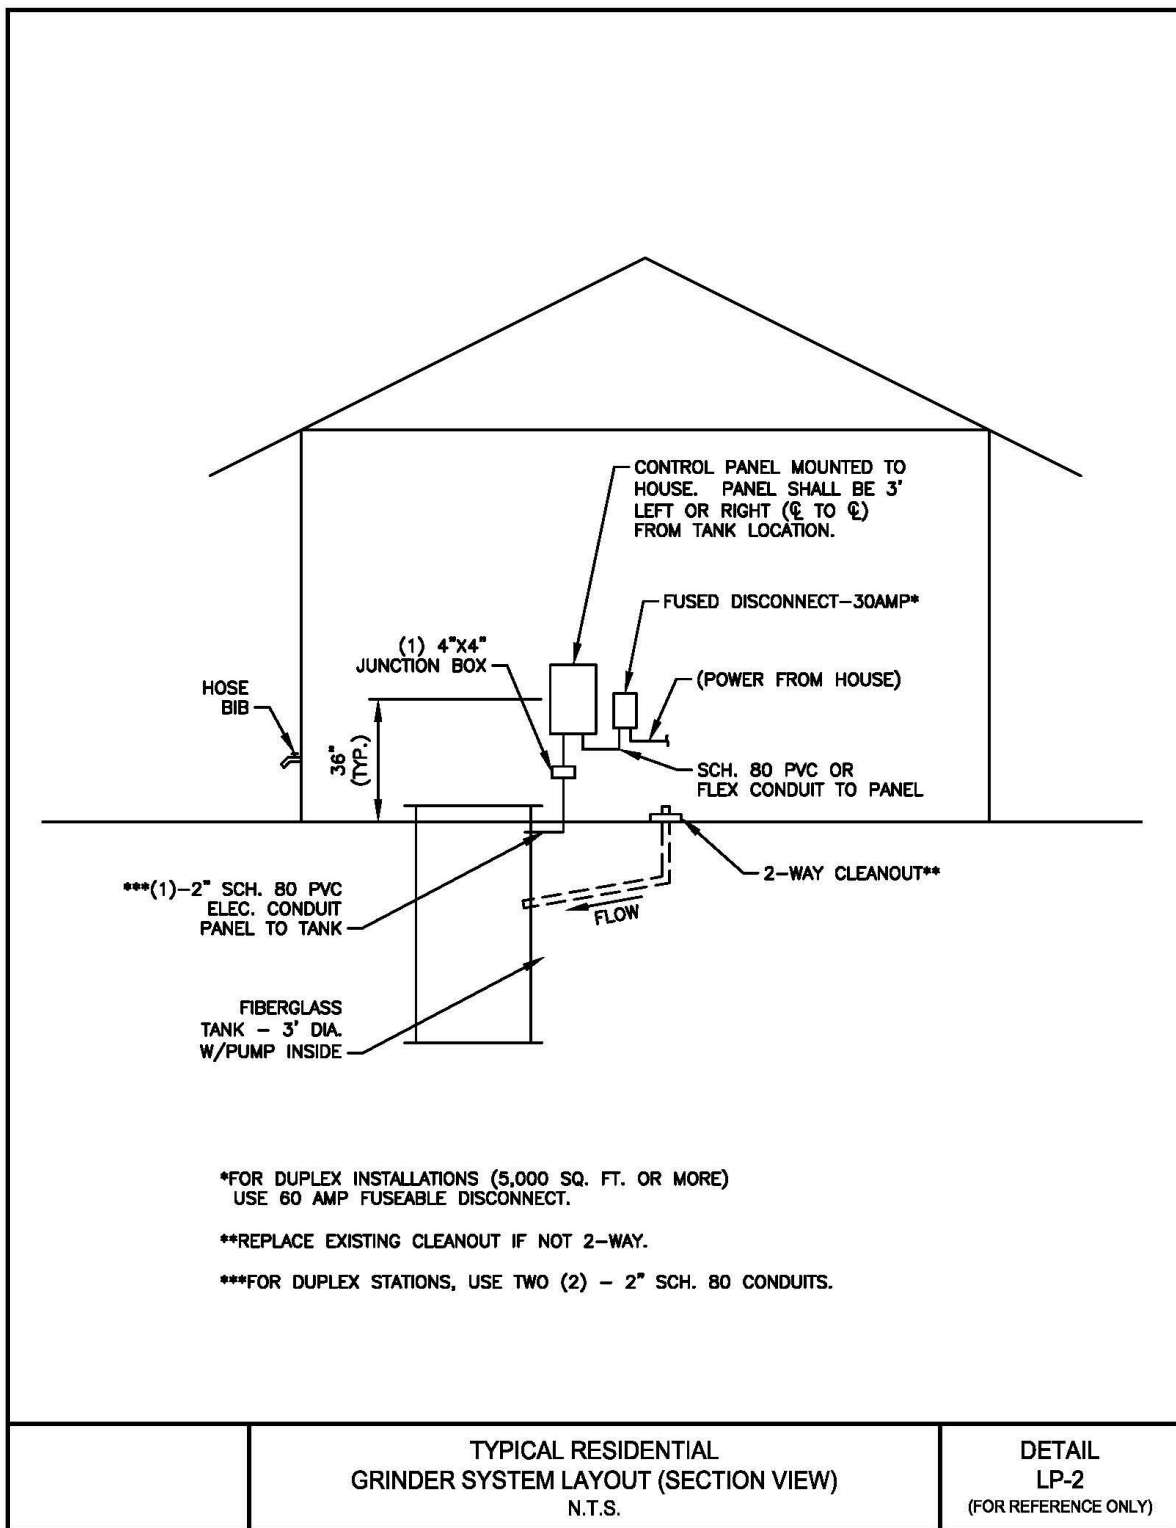 CONTROL PANEL MOUNTED TO
HOUSE. PANEL SHALL BE 3'
LEFT OR RIGHT (℄ TO ℄)
FROM TANK LOCATION.
FUSED DISCONNECT-30AMP*
(1) 4"X4"
JUNCTION BOX
(POWER FROM HOUSE)
HOSE
BIB
36"
(TYP.)
SCH. 80 PVC OR
FLEX CONDUIT TO PANEL
2-WAY CLEANOUT**
***(1)-2" SCH. 80 PVC
ELEC. CONDUIT
PANEL TO TANK
FLOW
FIBERGLASS
TANK - 3' DIA.
W/PUMP INSIDE
*FOR DUPLEX INSTALLATIONS (5,000 SQ. FT. OR MORE)
USE 60 AMP FUSEABLE DISCONNECT.
**REPLACE EXISTING CLEANOUT IF NOT 2-WAY.
***FOR DUPLEX STATIONS, USE TWO (2) - 2" SCH. 80 CONDUITS.
TYPICAL RESIDENTIAL
GRINDER SYSTEM LAYOUT (SECTION VIEW)
N.T.S.
DETAIL
LP-2
(FOR REFERENCE ONLY)